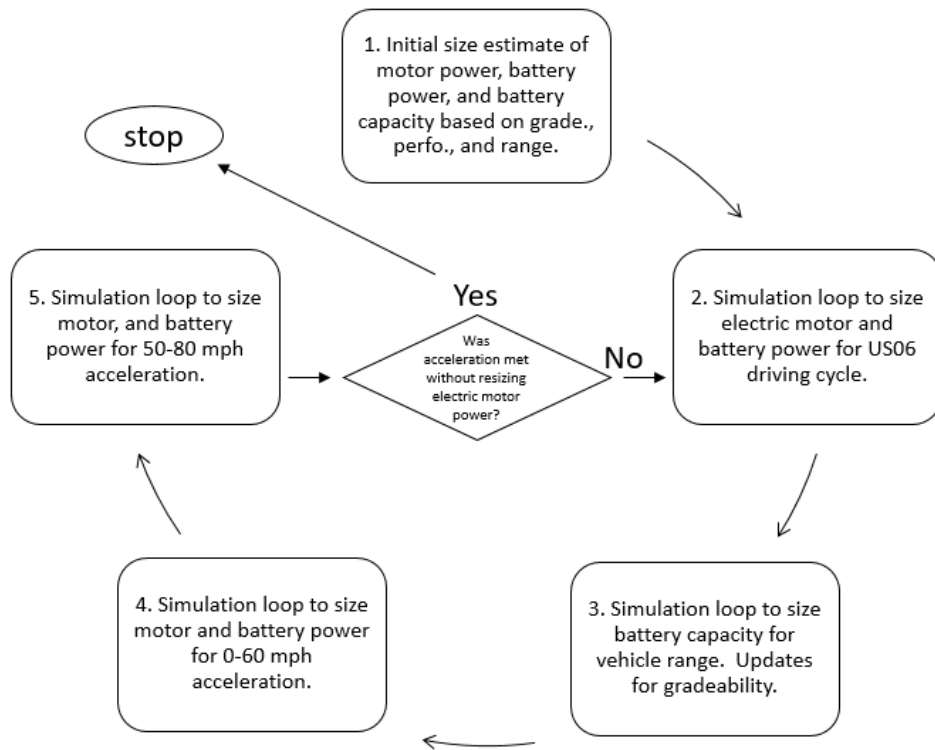 1. Initial size estimate of
motor power, battery
power, and battery
capacity based on grade.,
perfo., and range.
stop
5. Simulation loop to size
motor, and battery
power for 50-80 mph
acceleration.
Yes
Was
acceleration met
without resizing
electric motor
power?
No
2. Simulation loop to size
electric motor and
battery power for US06
driving cycle.
4. Simulation loop to size
motor and battery power
for 0-60 mph
acceleration.
3. Simulation loop to size
battery capacity for
vehicle range.  Updates
for gradeability.